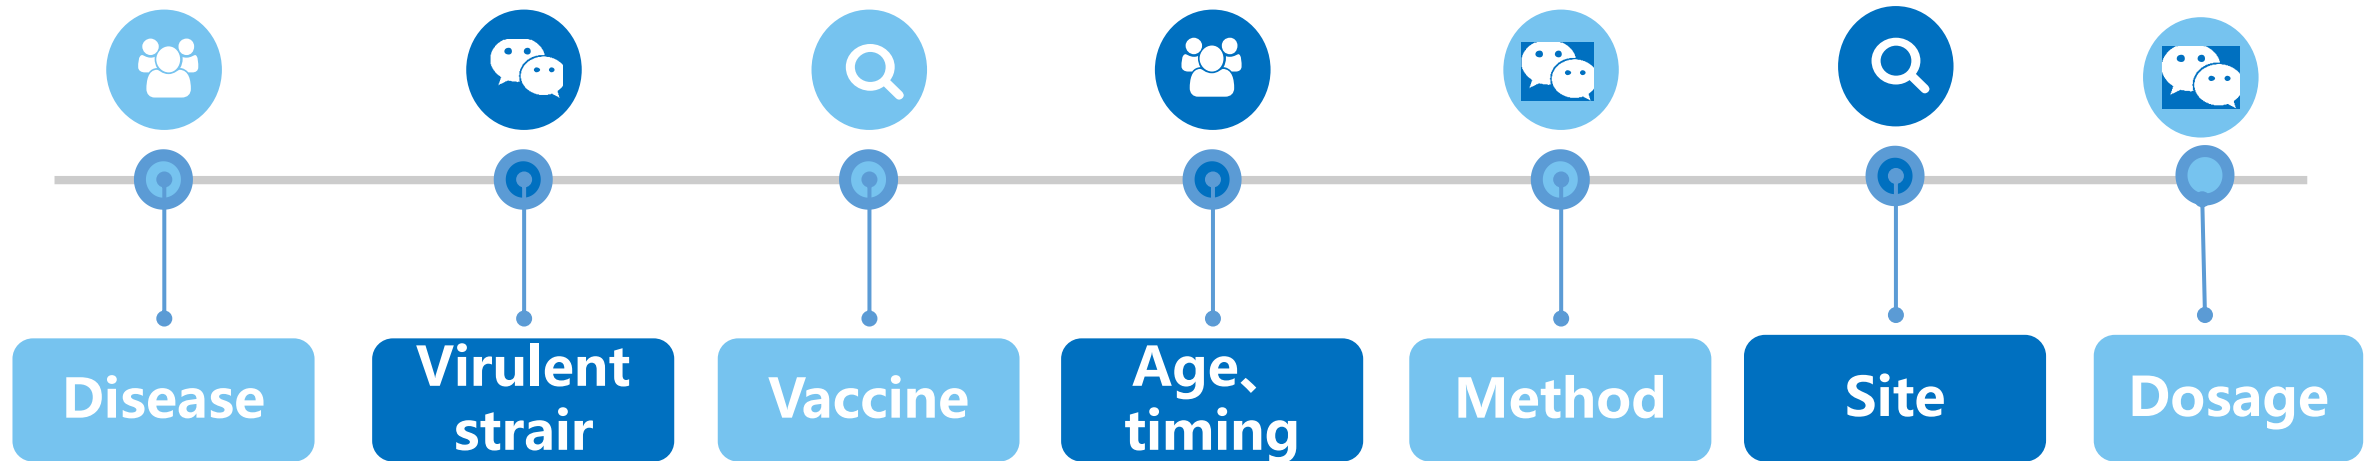 Disease
Virulent
strair
Vaccine
Age、
timing
Method
Site
Dosage